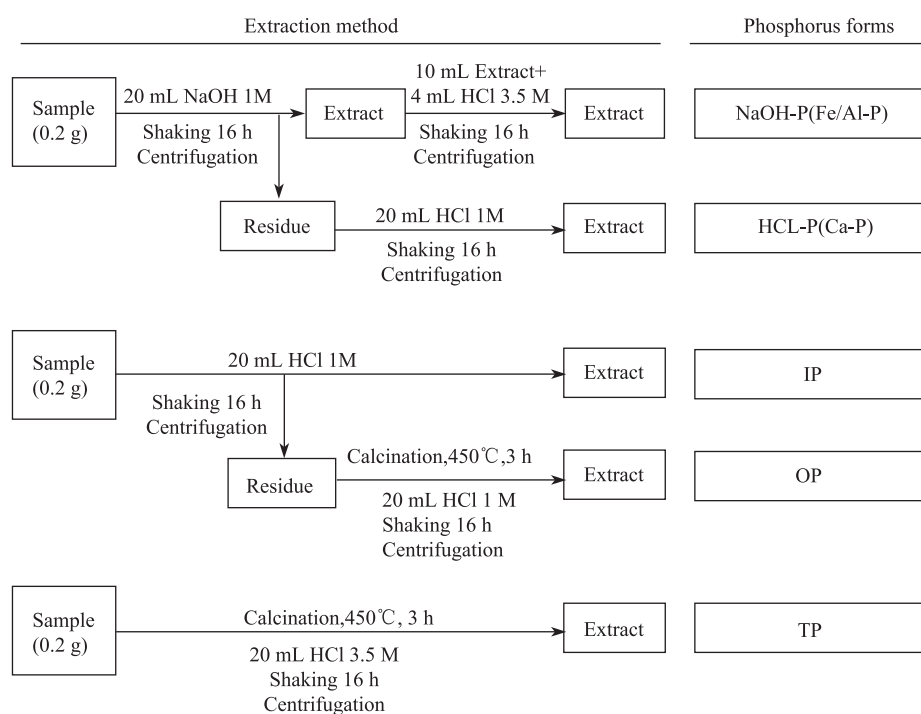 Extraction method
Phosphorus forms
Sample
(0.2 g)
20 mL NaOH 1M
Shaking 16 h
Centrifugation
Extract
10 mL Extract+
4 mL HCl 3.5 M
Shaking 16 h
Centrifugation
Extract
NaOH-P(Fe/Al-P)
Residue
20 mL HCl 1M
Shaking 16 h
Centrifugation
Extract
HCL-P(Ca-P)
Sample
(0.2 g)
20 mL HCl 1M
Shaking 16 h
Centrifugation
Extract
IP
Residue
Calcination,450℃,3 h
20 mL HCl 1 M
Shaking 16 h
Centrifugation
Extract
OP
Sample
(0.2 g)
Calcination,450℃, 3 h
20 mL HCl 3.5 M
Shaking 16 h
Centrifugation
Extract
TP